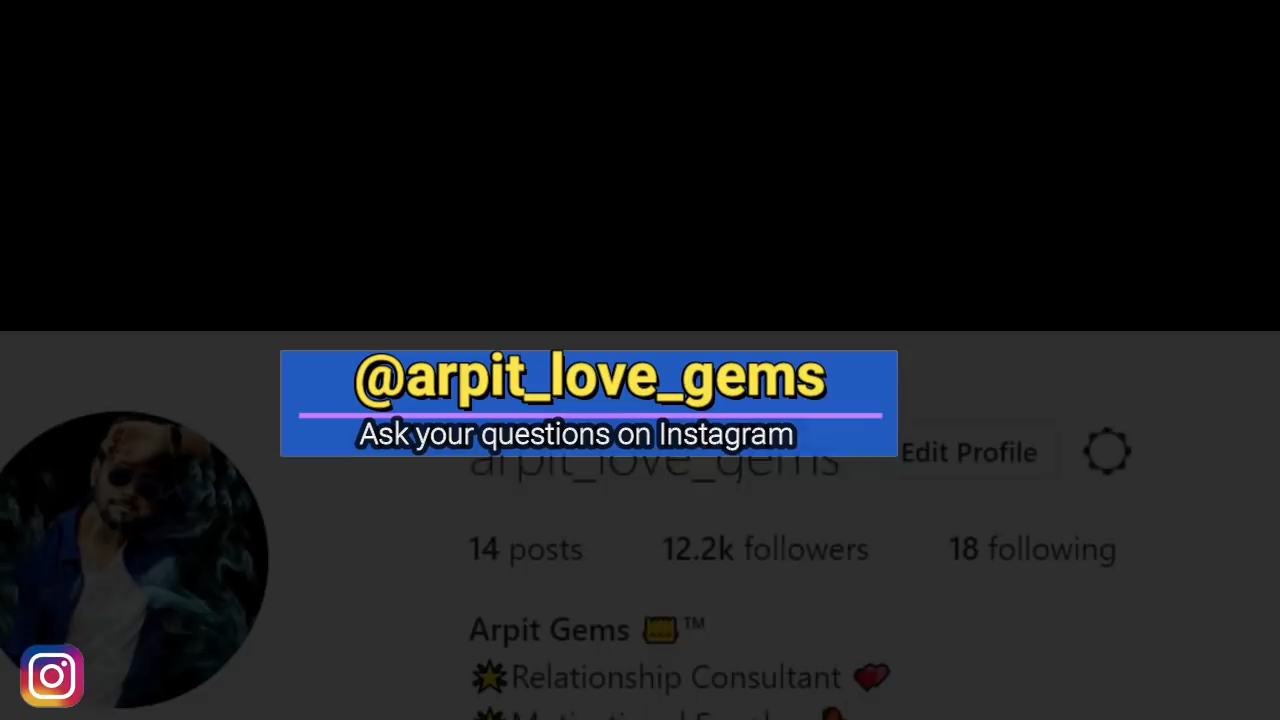 @arpit_love_gems
Ask your questions on Instagram
arpit_love_gems
Edit Profile
14 posts 12.2k followers 18 following
Arpit Gems ™
Relationship Consultant